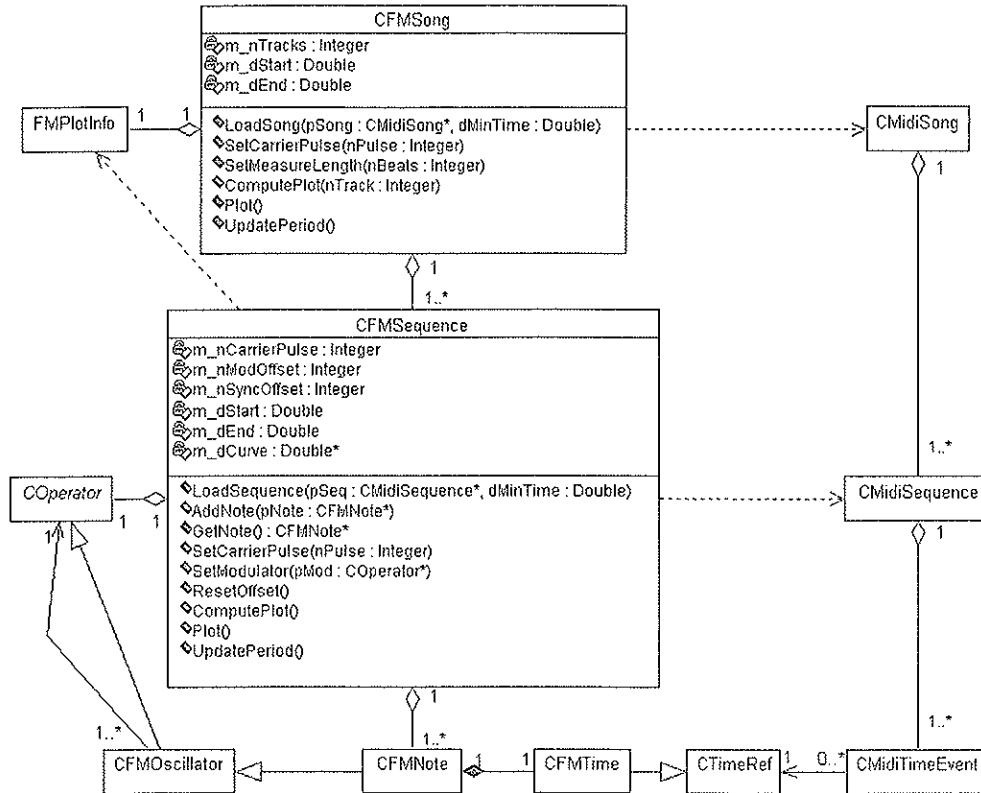 CFMSong
m_nTracks : Integer
m_dStart : Double
m_dEnd : Double
LoadSong(pSong : CMidiSong*, dMinTime : Double)
SetCarrierPulse(nPulse : Integer)
SetMeasureLength(nBeats : Integer)
ComputePlot(nTrack : Integer)
Plot()
UpdatePeriod()
FMPlotInfo
1
1
CMidiSong
1
1
1..*
CFMSequence
m_nCarrierPulse : Integer
m_nModOffset : Integer
m_nSyncOffset : Integer
m_dStart : Double
m_dEnd : Double
m_dCurve : Double*
LoadSequence(pSeq : CMidiSequence*, dMinTime : Double)
AddNote(pNote : CFMNote*)
GetNote() : CFMNote*
SetCarrierPulse(nPulse : Integer)
SetModulator(pMod : COperator*)
ResetOffset()
ComputePlot()
Plot()
UpdatePeriod()
1..*
COperator
1
1
1
CMidiSequence
1
1
1..*
1..*
1..*
CFMOscillator
CFMNote
1
1
CFMTime
CTimeRef
1
0..*
CMidiTimeEvent